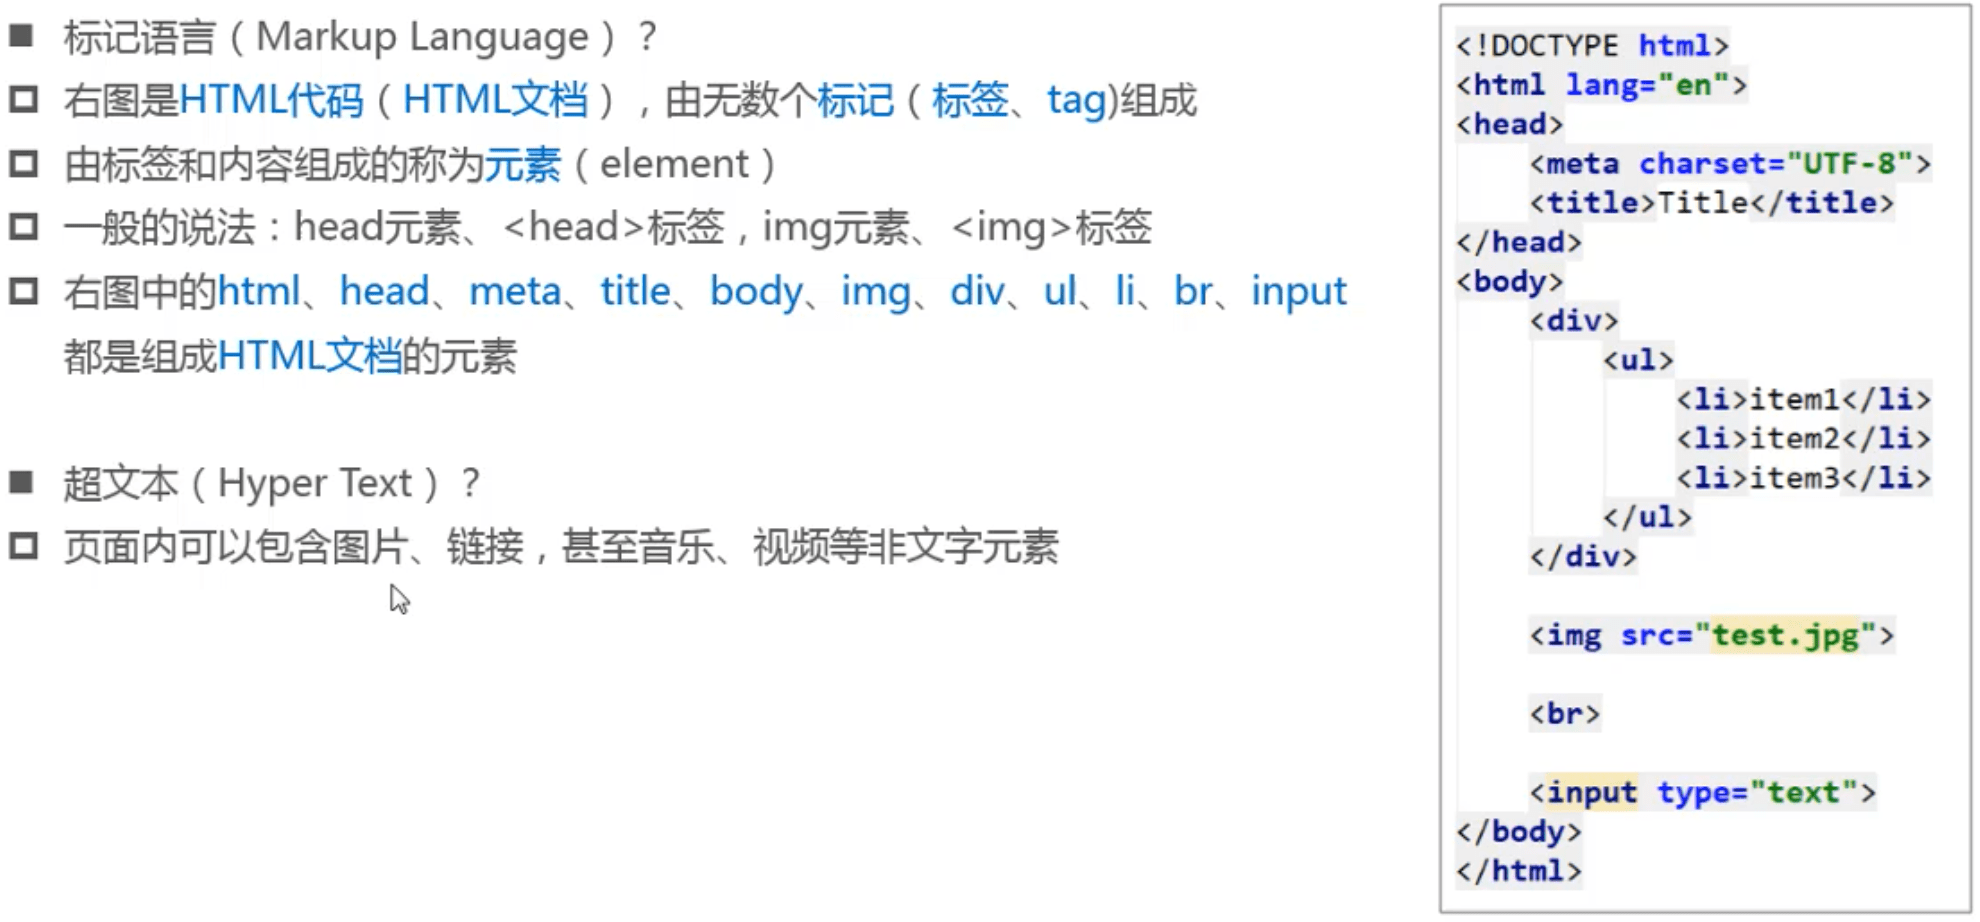 标记语言（Markup Language）？
右图是HTML代码（HTML文档），由无数个标记（标签、tag)组成
由标签和内容组成的称为元素（element）
一般的说法：head元素、<head>标签，img元素、<img>标签
右图中的html、head、meta、title、body、img、div、ul、li、br、input
都是组成HTML文档的元素
超文本（Hyper Text）？
页面内可以包含图片、链接，甚至音乐、视频等非文字元素
<!DOCTYPE html>
<html lang="en">
<head>
    <meta charset="UTF-8">
    <title>Title</title>
</head>
<body>
    <div>
        <ul>
            <li>item1</li>
            <li>item2</li>
            <li>item3</li>
        </ul>
    </div>
    <img src="test.jpg">
    <br>
    <input type="text">
</body>
</html>